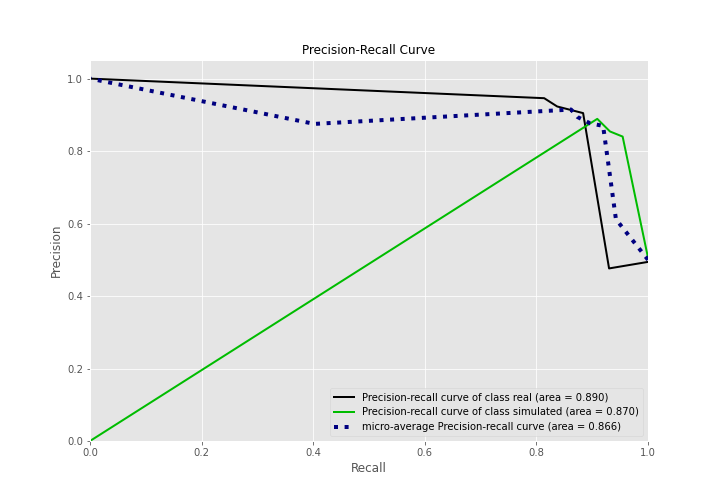 Precision-Recall Curve
1.0
0.8
0.6
0.4
0.2
0.0
Precision
0.0 0.2 0.4 0.6 0.8 1.0
Recall
Precision-recall curve of class real (area = 0.890)
Precision-recall curve of class simulated (area = 0.870)
micro-average Precision-recall curve (area = 0.866)